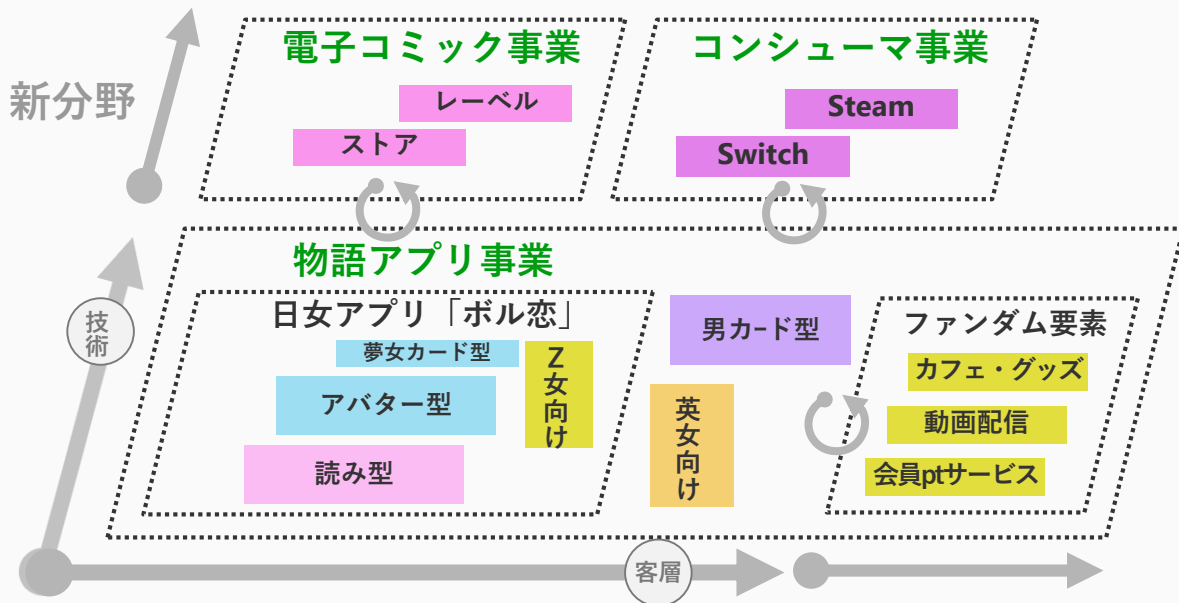 電子コミック事業
レーベル
ストア
コンシューマ事業
Steam
Switch
新分野
物語アプリ事業
日女アプリ「ボル恋」
夢女カード型
アバター型
読み型
Z女向け
男カード型
英女向け
ファンダム要素
カフェ・グッズ
動画配信
会員ptサービス
技術
客層